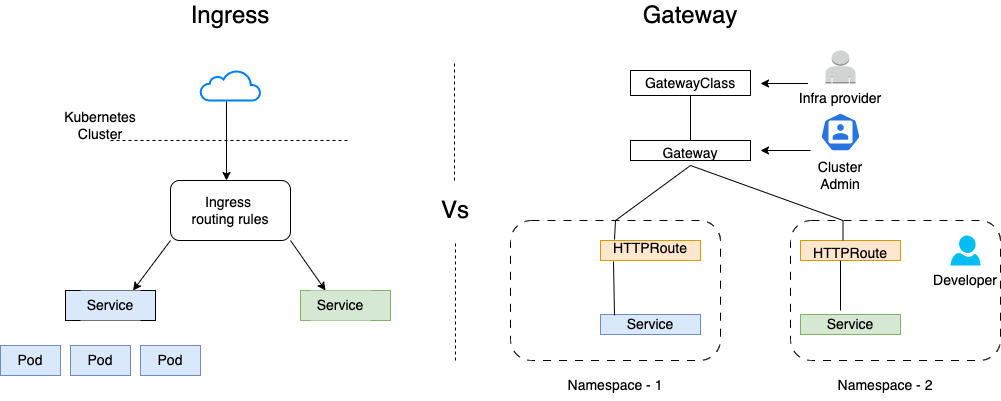 Ingress
Kubernetes
Cluster
Ingress
routing rules
Service
Service
Pod
Pod
Pod
Vs
Gateway
GatewayClass
Infra provider
Gateway
Cluster
Admin
HTTPRoute
HTTPRoute
Developer
Service
Service
Namespace - 1
Namespace - 2